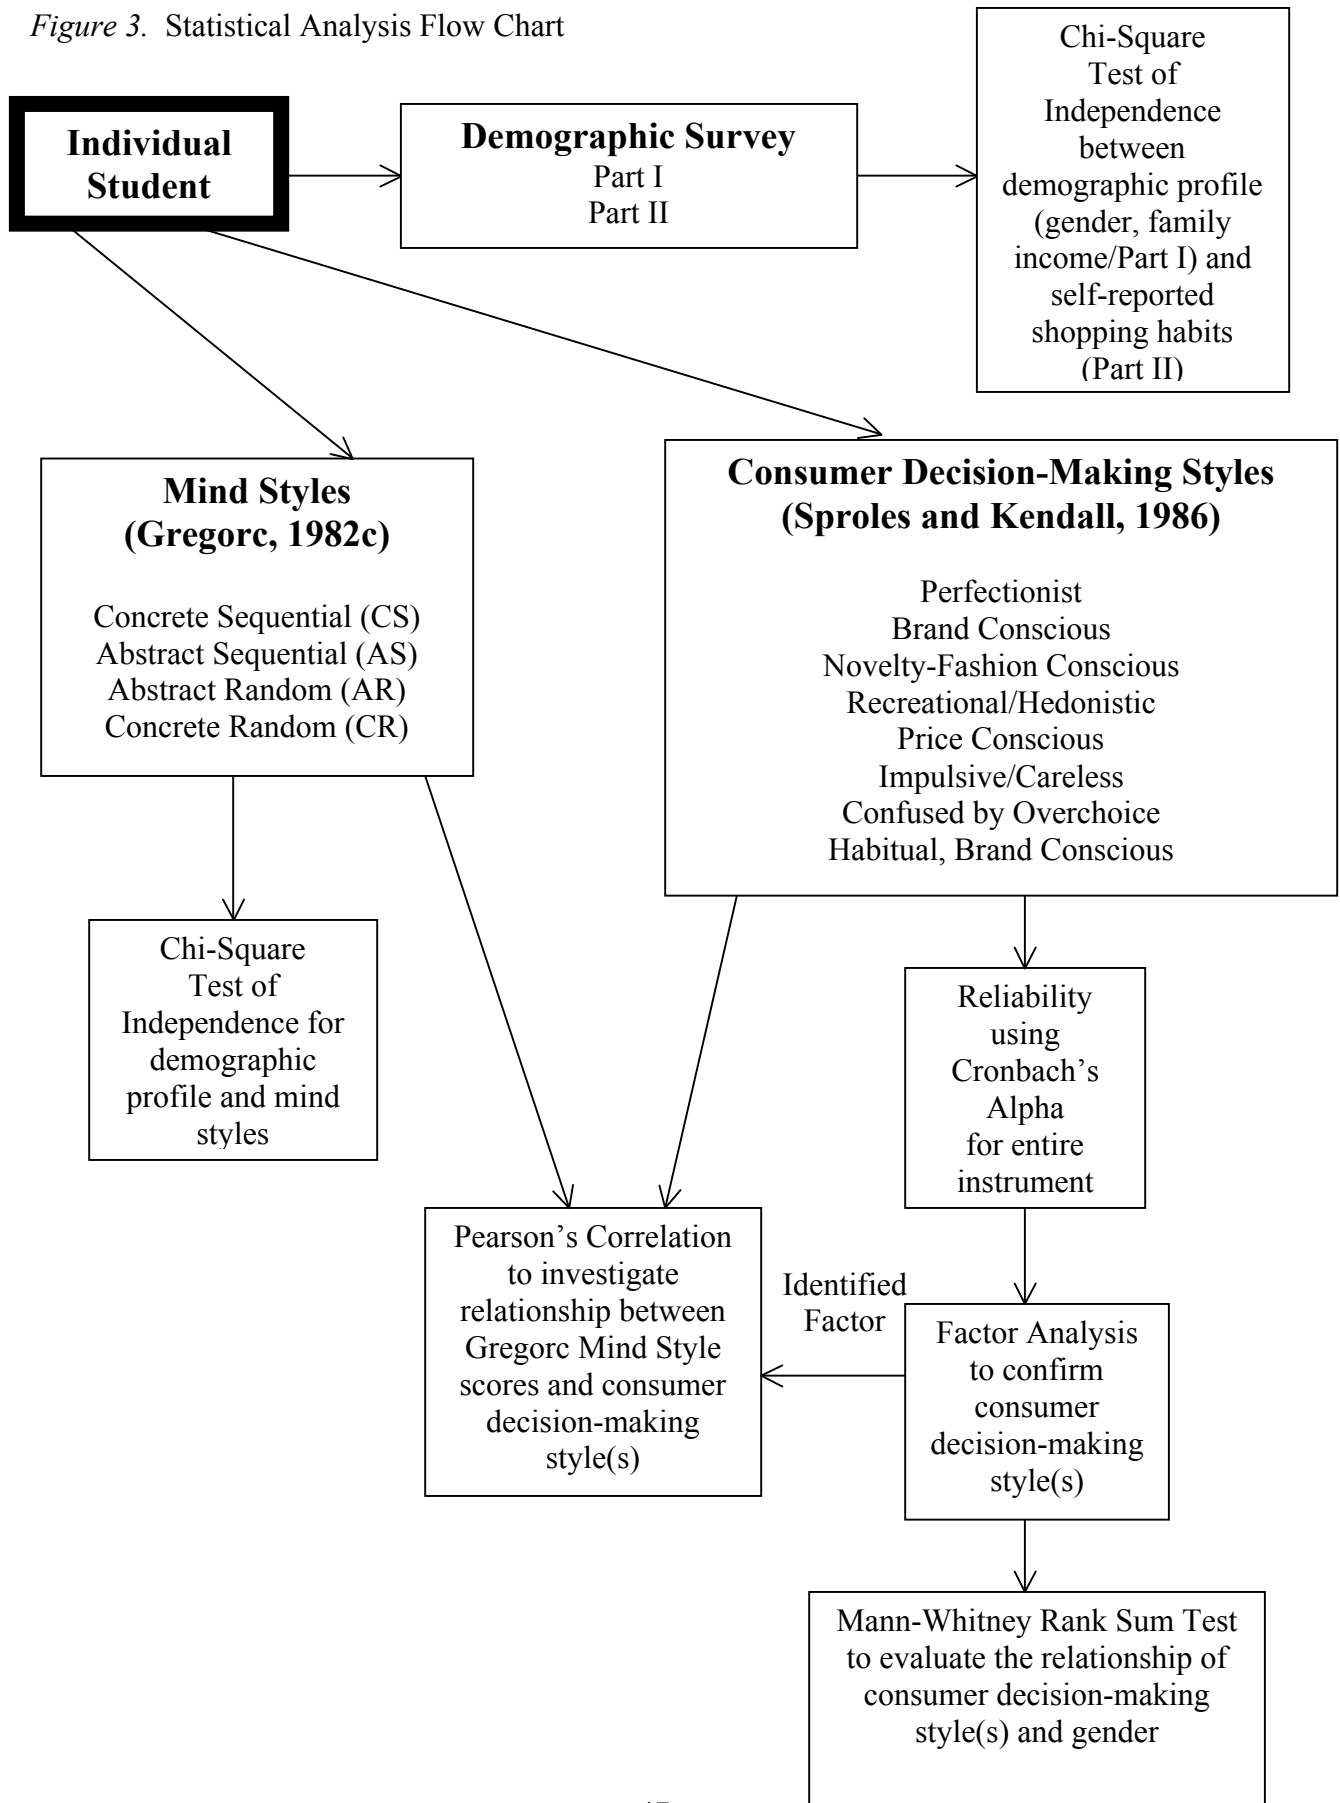 Figure 3.  Statistical Analysis Flow Chart
Individual
Student
Demographic Survey
Part I
Part II
Chi-Square
Test of
Independence
between
demographic profile
(gender, family
income/Part I) and
self-reported
shopping habits
(Part II)
Mind Styles
(Gregorc, 1982c)
Concrete Sequential (CS)
Abstract Sequential (AS)
Abstract Random (AR)
Concrete Random (CR)
Consumer Decision-Making Styles
(Sproles and Kendall, 1986)
Perfectionist
Brand Conscious
Novelty-Fashion Conscious
Recreational/Hedonistic
Price Conscious
Impulsive/Careless
Confused by Overchoice
Habitual, Brand Conscious
Chi-Square
Test of
Independence for
demographic
profile and mind
styles
Reliability
using
Cronbach’s
Alpha
for entire
instrument
Pearson’s Correlation
to investigate
relationship between
Gregorc Mind Style
scores and consumer
decision-making
style(s)
Identified
Factor
Factor Analysis
to confirm
consumer
decision-making
style(s)
Mann-Whitney Rank Sum Test
to evaluate the relationship of
consumer decision-making
style(s) and gender